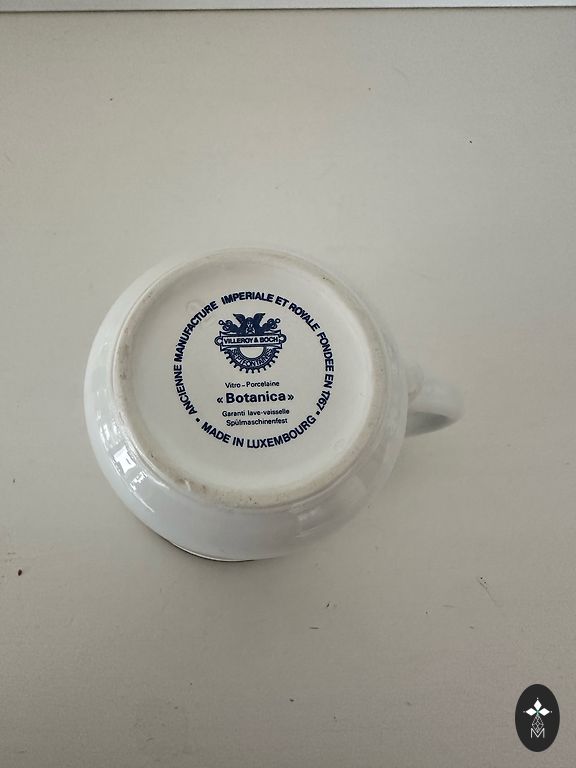 ANCIENNE MANUFACTURE IMPERIALE ET ROYALE FONDEE EN 1767
VILLEROY & BOCH
SEPTFONTAINES
Vitro-Porcelaine
«Botanica»
Garanti lave-vaisselle
Spülmaschinenfest
• MADE IN LUXEMBOURG •
M